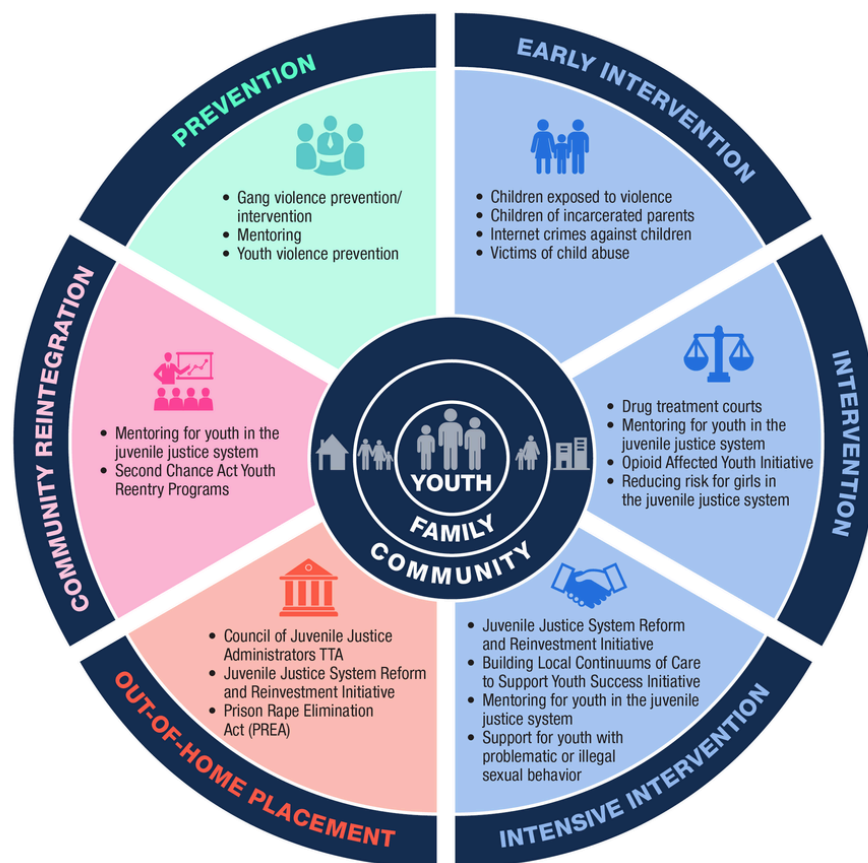 PREVENTION
• Gang violence prevention/
intervention
• Mentoring
• Youth violence prevention
EARLY INTERVENTION
• Children exposed to violence
• Children of incarcerated parents
• Internet crimes against children
• Victims of child abuse
INTERVENTION
• Drug treatment courts
• Mentoring for youth in the
juvenile justice system
• Opioid Affected Youth Initiative
• Reducing risk for girls in
the juvenile justice system
INTENSIVE INTERVENTION
• Juvenile Justice System Reform
and Reinvestment Initiative
• Building Local Continuums of Care
to Support Youth Success Initiative
• Mentoring for youth in the juvenile
justice system
• Support for youth with
problematic or illegal
sexual behavior
OUT-OF-HOME PLACEMENT
• Council of Juvenile Justice
Administrators TTA
• Juvenile Justice System Reform
and Reinvestment Initiative
• Prison Rape Elimination
Act (PREA)
COMMUNITY REINTEGRATION
• Mentoring for youth in the
juvenile justice system
• Second Chance Act Youth
Reentry Programs
YOUTH
FAMILY
COMMUNITY